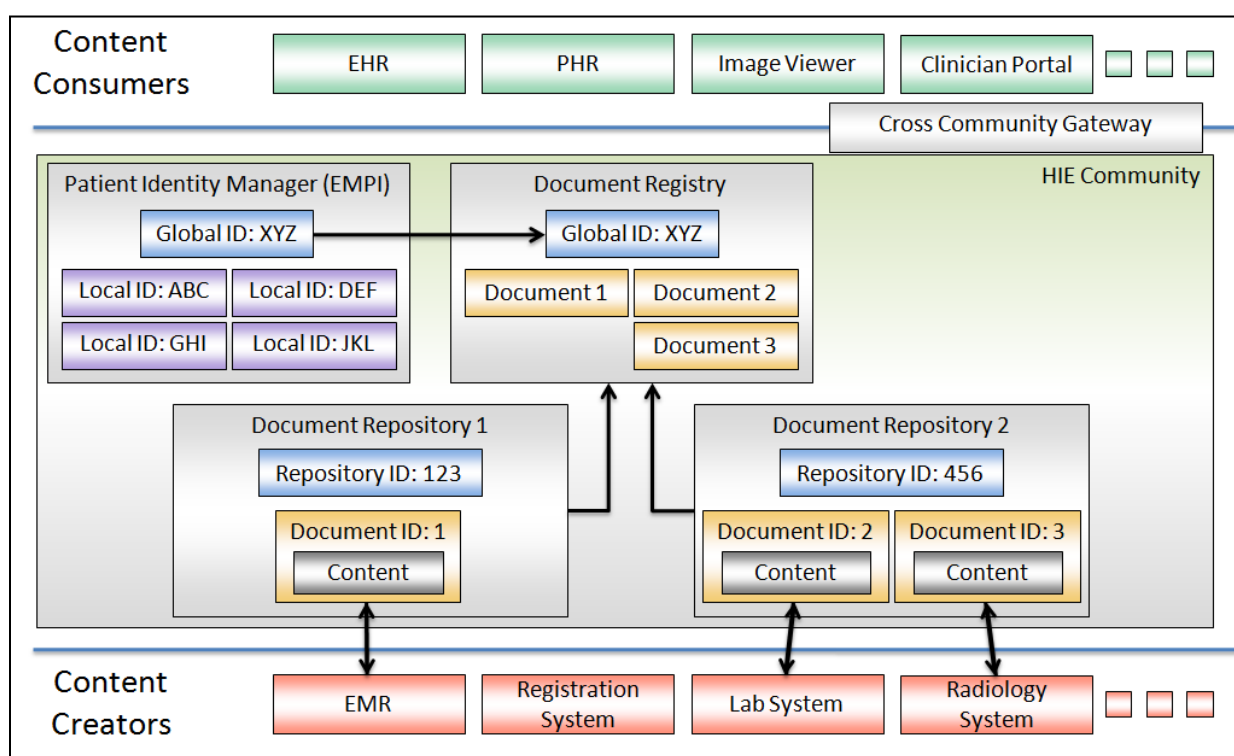 Content
Consumers
EHR
PHR
Image Viewer
Clinician Portal
Cross Community Gateway
HIE Community
Patient Identity Manager (EMPI)
Global ID: XYZ
Local ID: ABC
Local ID: DEF
Local ID: GHI
Local ID: JKL
Document Registry
Global ID: XYZ
Document 1
Document 2
Document 3
Document Repository 1
Repository ID: 123
Document ID: 1
Content
Document Repository 2
Repository ID: 456
Document ID: 2
Content
Document ID: 3
Content
Content
Creators
EMR
Registration
System
Lab System
Radiology
System